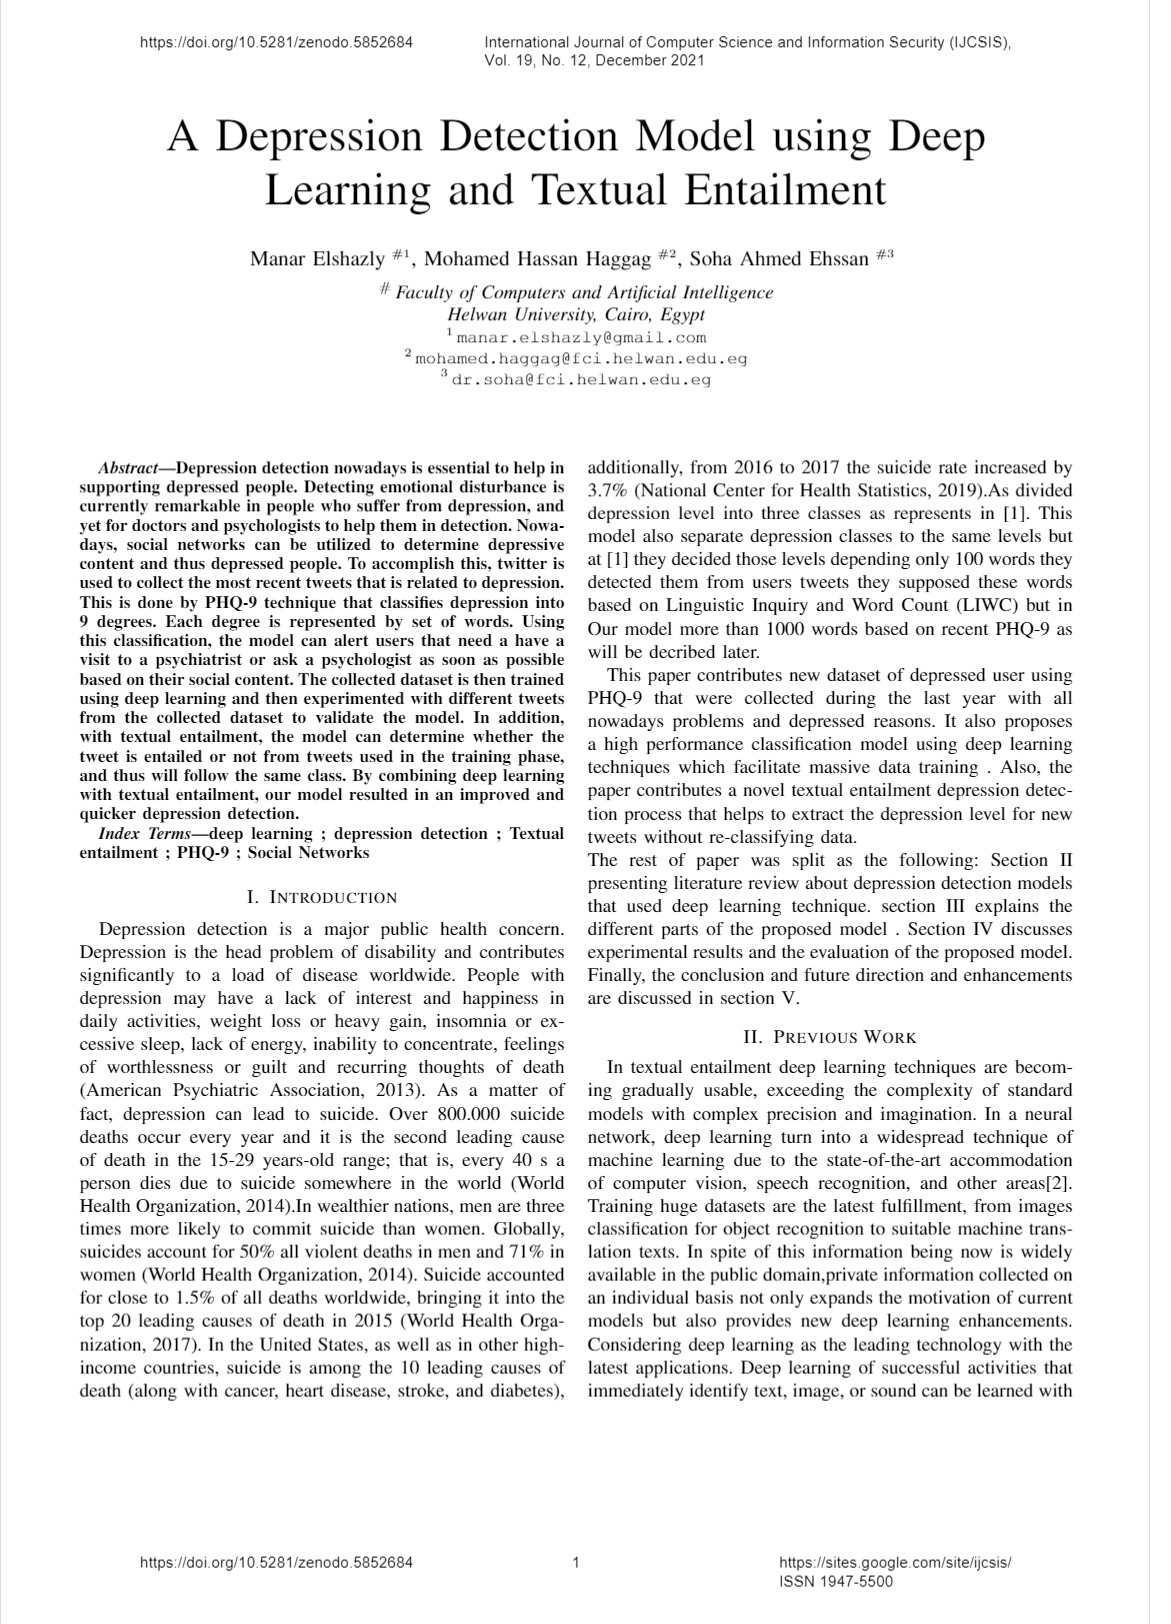 https://doi.org/10.5281/zenodo.5852684
International Journal of Computer Science and Information Security (IJCSIS),
Vol. 19, No. 12, December 2021
A Depression Detection Model using Deep
Learning and Textual Entailment
Manar Elshazly #1, Mohamed Hassan Haggag #2, Soha Ahmed Ehssan #3
# Faculty of Computers and Artificial Intelligence
Helwan University, Cairo, Egypt
1 manar.elshazly@gmail.com
2 mohamed.haggag@fci.helwan.edu.eg
3 dr.soha@fci.helwan.edu.eg
Abstract—Depression detection nowadays is essential to help in
supporting depressed people. Detecting emotional disturbance is
currently remarkable in people who suffer from depression, and
yet for doctors and psychologists to help them in detection. Nowa-
days, social networks can be utilized to determine depressive
content and thus depressed people. To accomplish this, twitter is
used to collect the most recent tweets that is related to depression.
This is done by PHQ-9 technique that classifies depression into
9 degrees. Each degree is represented by set of words. Using
this classification, the model can alert users that need a have a
visit to a psychiatrist or ask a psychologist as soon as possible
based on their social content. The collected dataset is then trained
using deep learning and then experimented with different tweets
from the collected dataset to validate the model. In addition,
with textual entailment, the model can determine whether the
tweet is entailed or not from tweets used in the training phase,
and thus will follow the same class. By combining deep learning
with textual entailment, our model resulted in an improved and
quicker depression detection.
Index Terms—deep learning ; depression detection ; Textual
entailment ; PHQ-9 ; Social Networks
I. INTRODUCTION
Depression detection is a major public health concern.
Depression is the head problem of disability and contributes
significantly to a load of disease worldwide. People with
depression may have a lack of interest and happiness in
daily activities, weight loss or heavy gain, insomnia or ex-
cessive sleep, lack of energy, inability to concentrate, feelings
of worthlessness or guilt and recurring thoughts of death
(American Psychiatric Association, 2013). As a matter of
fact, depression can lead to suicide. Over 800.000 suicide
deaths occur every year and it is the second leading cause
of death in the 15-29 years-old range; that is, every 40 s a
person dies due to suicide somewhere in the world (World
Health Organization, 2014).In wealthier nations, men are three
times more likely to commit suicide than women. Globally,
suicides account for 50% all violent deaths in men and 71% in
women (World Health Organization, 2014). Suicide accounted
for close to 1.5% of all deaths worldwide, bringing it into the
top 20 leading causes of death in 2015 (World Health Orga-
nization, 2017). In the United States, as well as in other high-
income countries, suicide is among the 10 leading causes of
death (along with cancer, heart disease, stroke, and diabetes),
additionally, from 2016 to 2017 the suicide rate increased by
3.7% (National Center for Health Statistics, 2019).As divided
depression level into three classes as represents in [1]. This
model also separate depression classes to the same levels but
at [1] they decided those levels depending only 100 words they
detected them from users tweets they supposed these words
based on Linguistic Inquiry and Word Count (LIWC) but in
Our model more than 1000 words based on recent PHQ-9 as
will be decribed later.
This paper contributes new dataset of depressed user using
PHQ-9 that were collected during the last year with all
nowadays problems and depressed reasons. It also proposes
a high performance classification model using deep learning
techniques which facilitate massive data training . Also, the
paper contributes a novel textual entailment depression detec-
tion process that helps to extract the depression level for new
tweets without re-classifying data.
The rest of paper was split as the following: Section II
presenting literature review about depression detection models
that used deep learning technique. section III explains the
different parts of the proposed model . Section IV discusses
experimental results and the evaluation of the proposed model.
Finally, the conclusion and future direction and enhancements
are discussed in section V.
II. PREVIOUS WORK
In textual entailment deep learning techniques are becom-
ing gradually usable, exceeding the complexity of standard
models with complex precision and imagination. In a neural
network, deep learning turn into a widespread technique of
machine learning due to the state-of-the-art accommodation
of computer vision, speech recognition, and other areas[2].
Training huge datasets are the latest fulfillment, from images
classification for object recognition to suitable machine trans-
lation texts. In spite of this information being now is widely
available in the public domain,private information collected on
an individual basis not only expands the motivation of current
models but also provides new deep learning enhancements.
Considering deep learning as the leading technology with the
latest applications. Deep learning of successful activities that
immediately identify text, image, or sound can be learned with
https://doi.org/10.5281/zenodo.5852684
1
https://sites.google.com/site/ijcsis/
ISSN 1947-5500